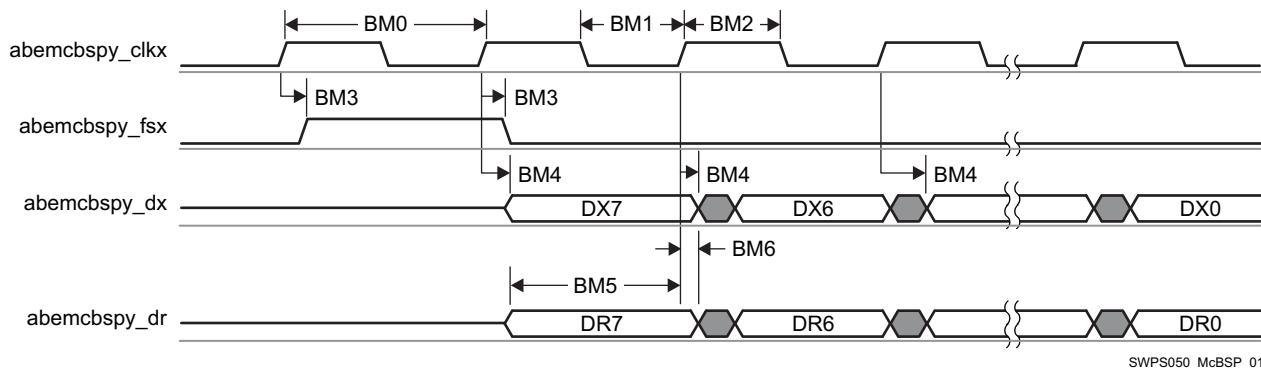 BM0 BM1 BM2
abemcbspy_clkx
BM3 BM3
abemcbspy_fsx
BM4 BM4 BM4
abemcbspy_dx DX7 DX6 DX0
BM6
BM5
abemcbspy_dr DR7 DR6 DR0
SWPS050_McBSP_01